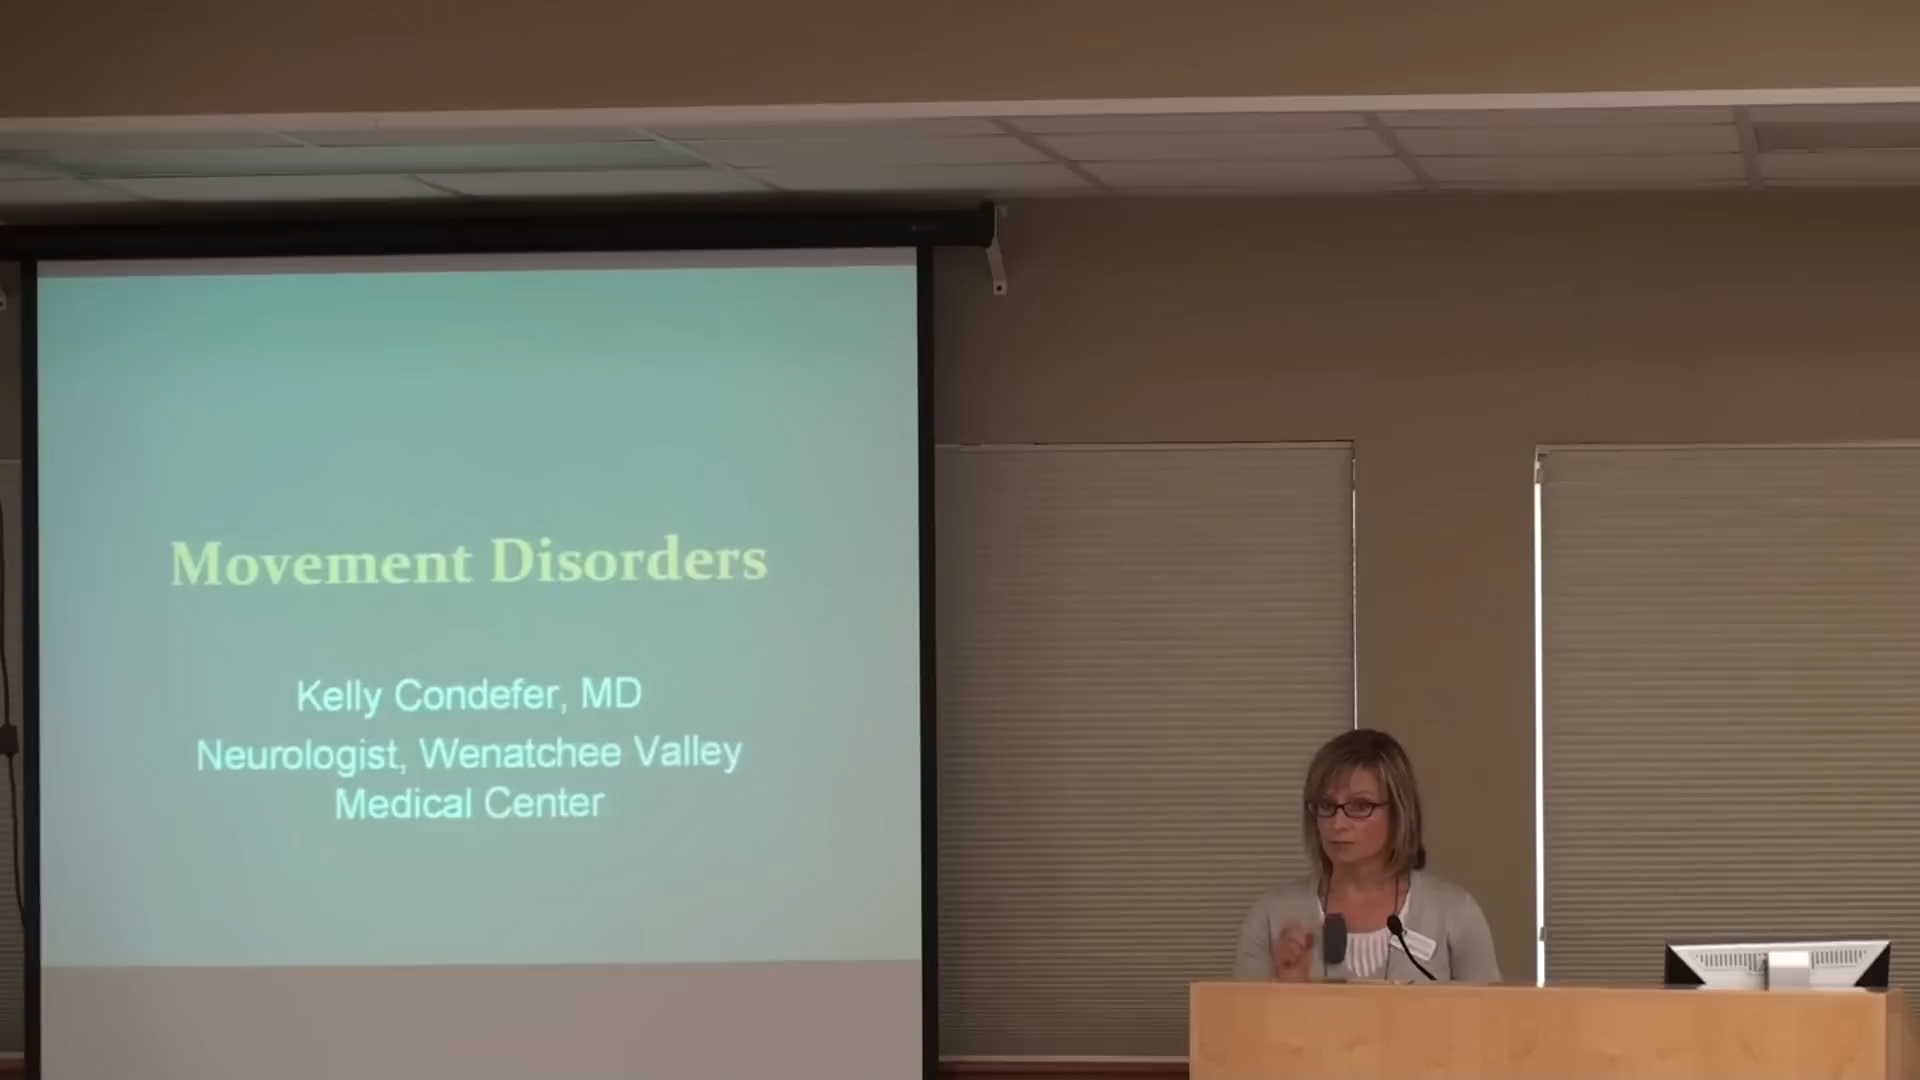 Movement Disorders
Kelly Condefer, MD
Neurologist, Wenatchee Valley
Medical Center